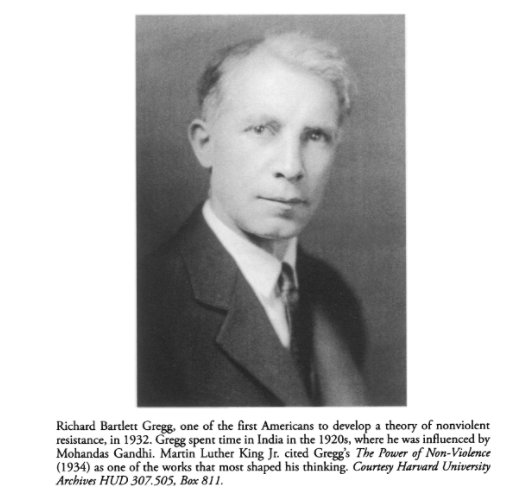 Richard Bartlett Gregg, one of the first Americans to develop a theory of nonviolent
resistance, in 1932. Gregg spent time in India in the 1920s, where he was influenced by
Mohandas Gandhi. Martin Luther King Jr. cited Gregg's The Power of Non-Violence
(1934) as one of the works that most shaped his thinking. Courtesy Harvard University
Archives HUD 307.505, Box 811.